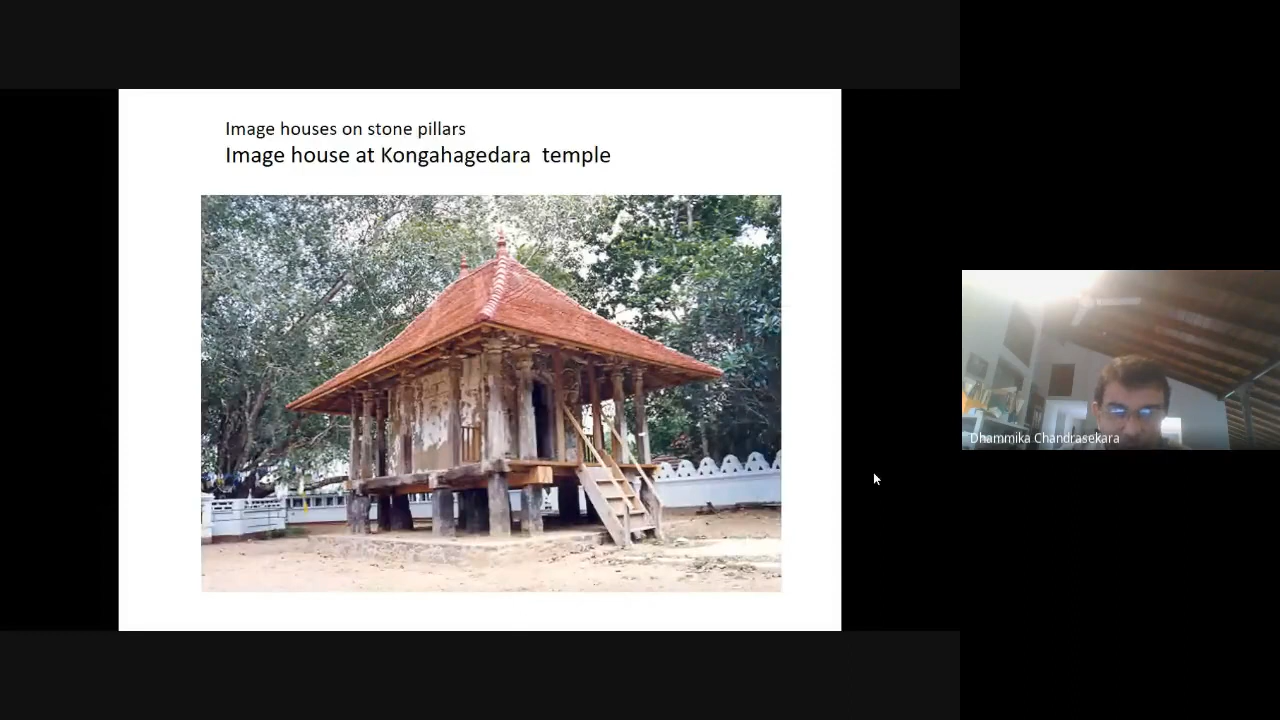 Image houses on stone pillars
Image house at Kongahagedara  temple
Dhammika Chandrasekara